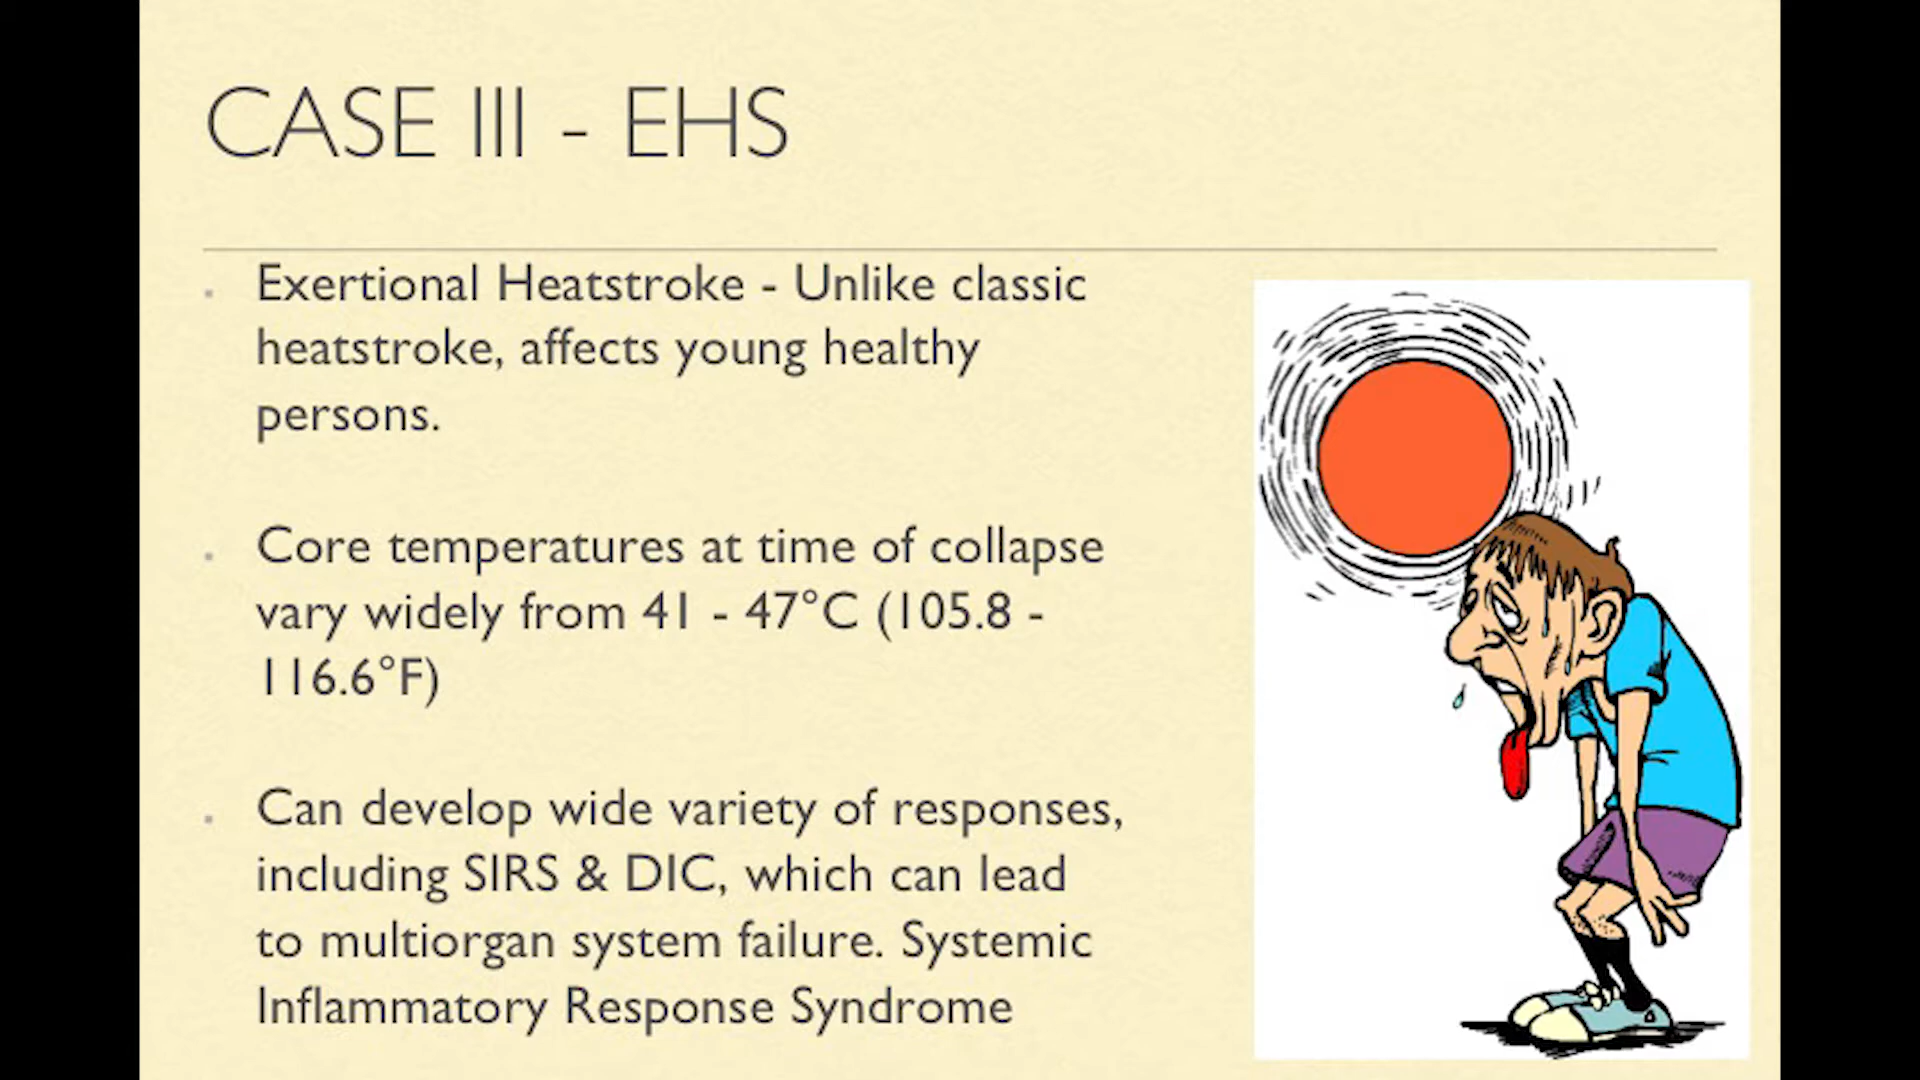 CASE III - EHS
Exertional Heatstroke - Unlike classic
heatstroke, affects young healthy
persons.
Core temperatures at time of collapse
vary widely from 41 - 47°C (105.8 -
116.6°F)
Can develop wide variety of responses,
including SIRS & DIC, which can lead
to multiorgan system failure. Systemic
Inflammatory Response Syndrome